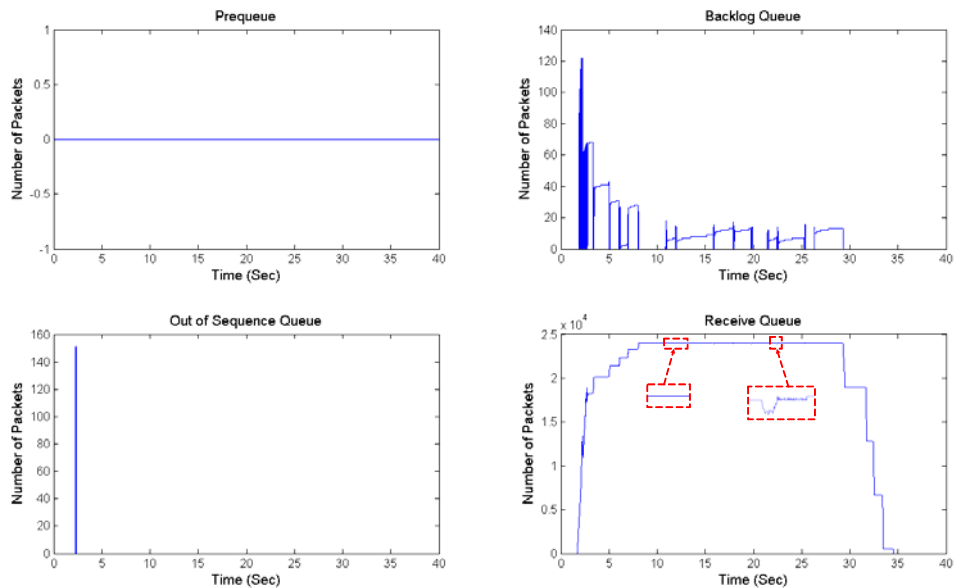 Prequeue
1
0.5
0
-0.5
-1
Number of Packets
0 5 10 15 20 25 30 35 40
Time (Sec)
Backlog Queue
140
120
100
80
60
40
20
0
Number of Packets
0 5 10 15 20 25 30 35 40
Time (Sec)
Out of Sequence Queue
160
140
120
100
80
60
40
20
0
Number of Packets
0 5 10 15 20 25 30 35 40
Time (Sec)
Receive Queue
x 10^4
2.5
2
1.5
1
0.5
0
Number of Packets
0 5 10 15 20 25 30 35 40
Time (Sec)